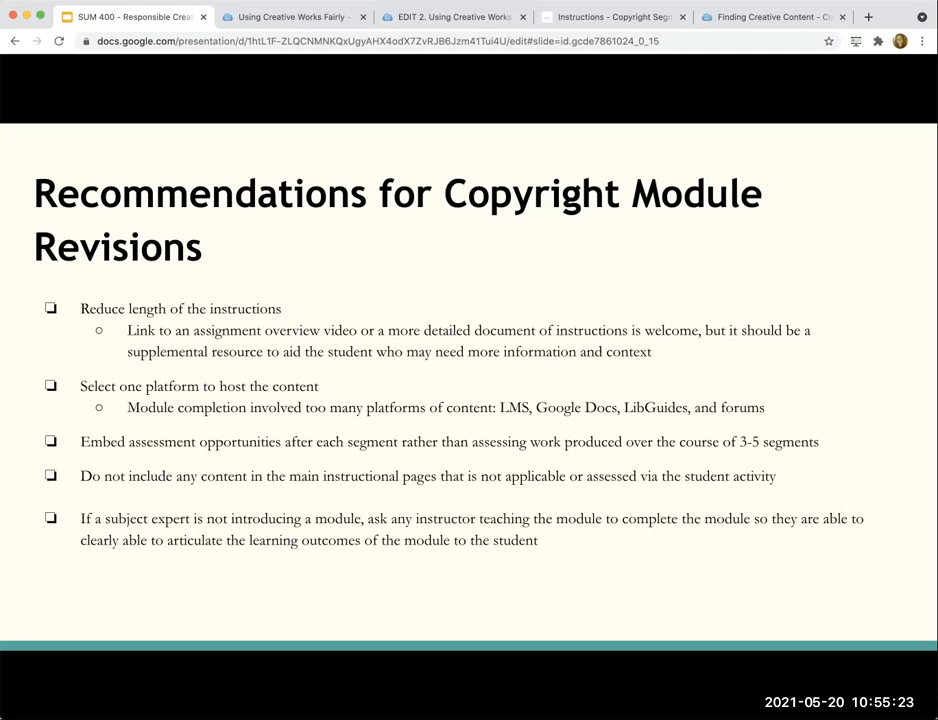 SUM 400 - Responsible Crea
Using Creative Works Fairly -
EDIT 2. Using Creative Works
Instructions - Copyright Segm
Finding Creative Content - Co
docs.google.com/presentation/d/1htL1F-ZLQCNMNKQxUgyAHX4odX7ZvRJB6Jzm41Tui4U/edit#slide=id.gcde7861024_0_15
Recommendations for Copyright Module
Revisions
Reduce length of the instructions
Link to an assignment overview video or a more detailed document of instructions is welcome, but it should be a
supplemental resource to aid the student who may need more information and context
Select one platform to host the content
Module completion involved too many platforms of content: LMS, Google Docs, LibGuides, and forums
Embed assessment opportunities after each segment rather than assessing work produced over the course of 3-5 segments
Do not include any content in the main instructional pages that is not applicable or assessed via the student activity
If a subject expert is not introducing a module, ask any instructor teaching the module to complete the module so they are able to
clearly able to articulate the learning outcomes of the module to the student
2021-05-20 10:55:23